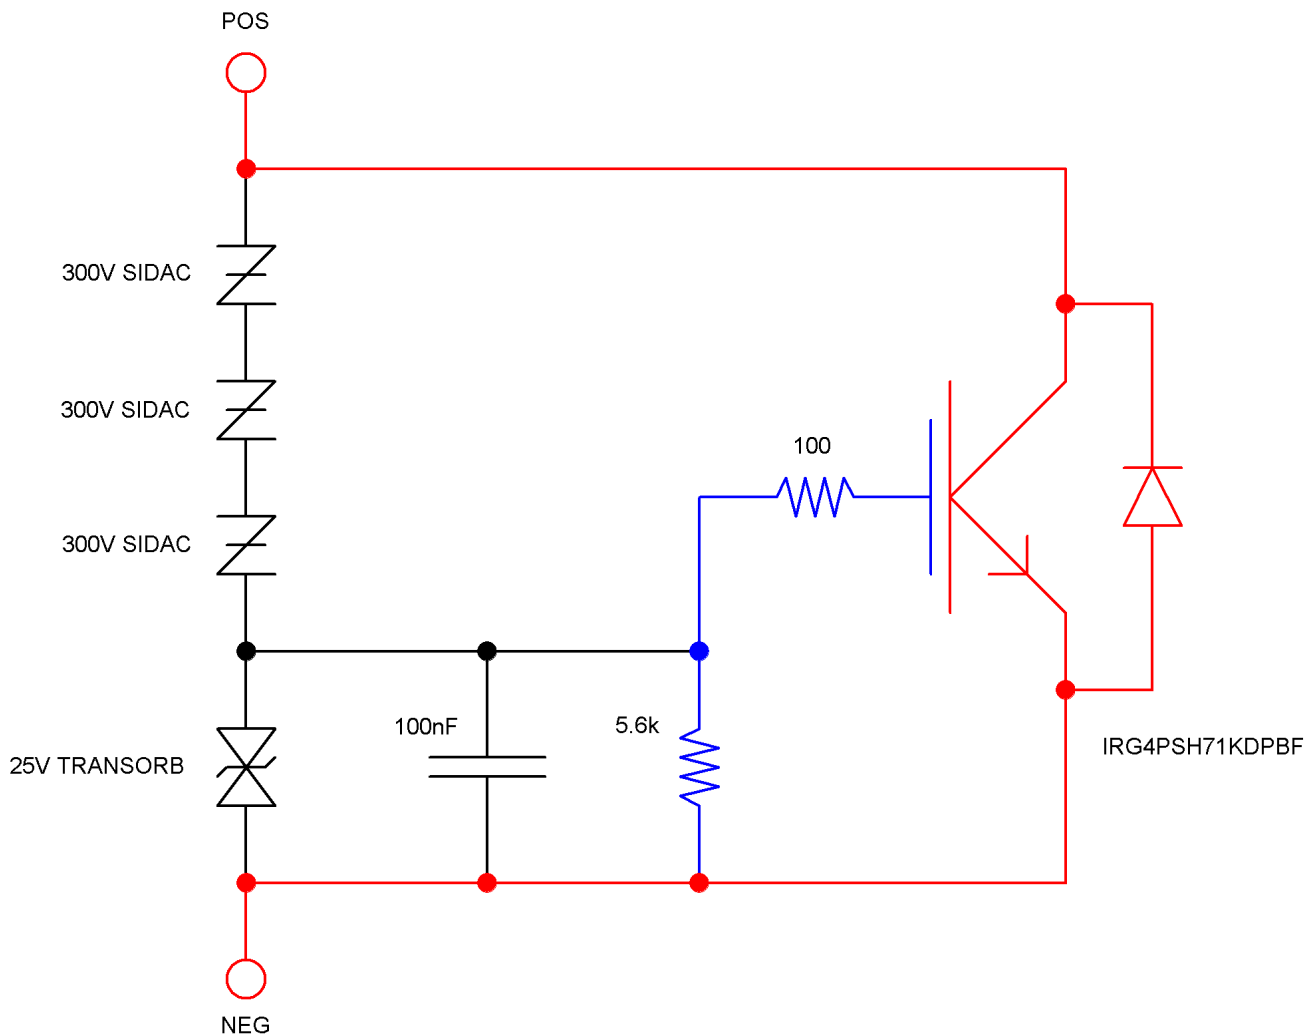 POS
300V SIDAC
300V SIDAC
100
300V SIDAC
100nF
5.6k
25V TRANSORB
IRG4PSH71KDPBF
NEG